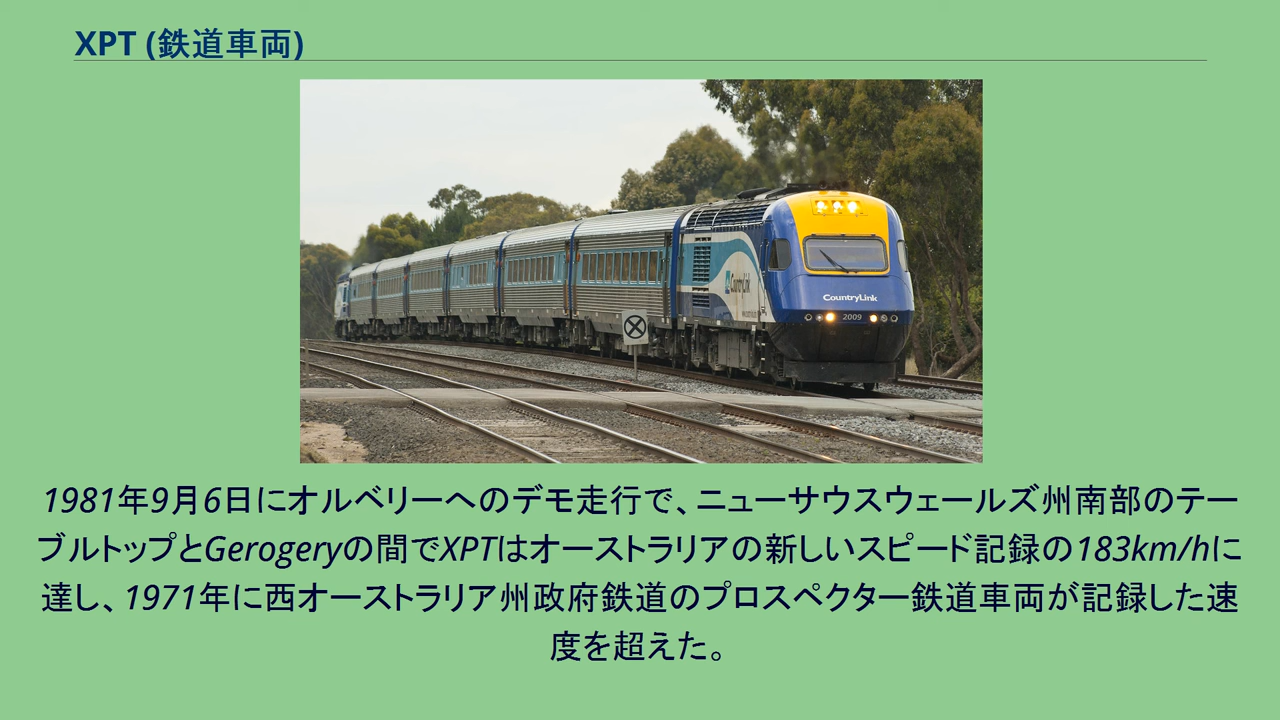 XPT (鉄道車両)
CountryLink
CountryLink
2009
1981年9月6日にオルベリーへのデモ走行で、ニューサウスウェールズ州南部のテー
ブルトップとGerogeryの間でXPTはオーストラリアの新しいスピード記録の183km/hに
達し、1971年に西オーストラリア州政府鉄道のプロスペクター鉄道車両が記録した速
度を超えた。